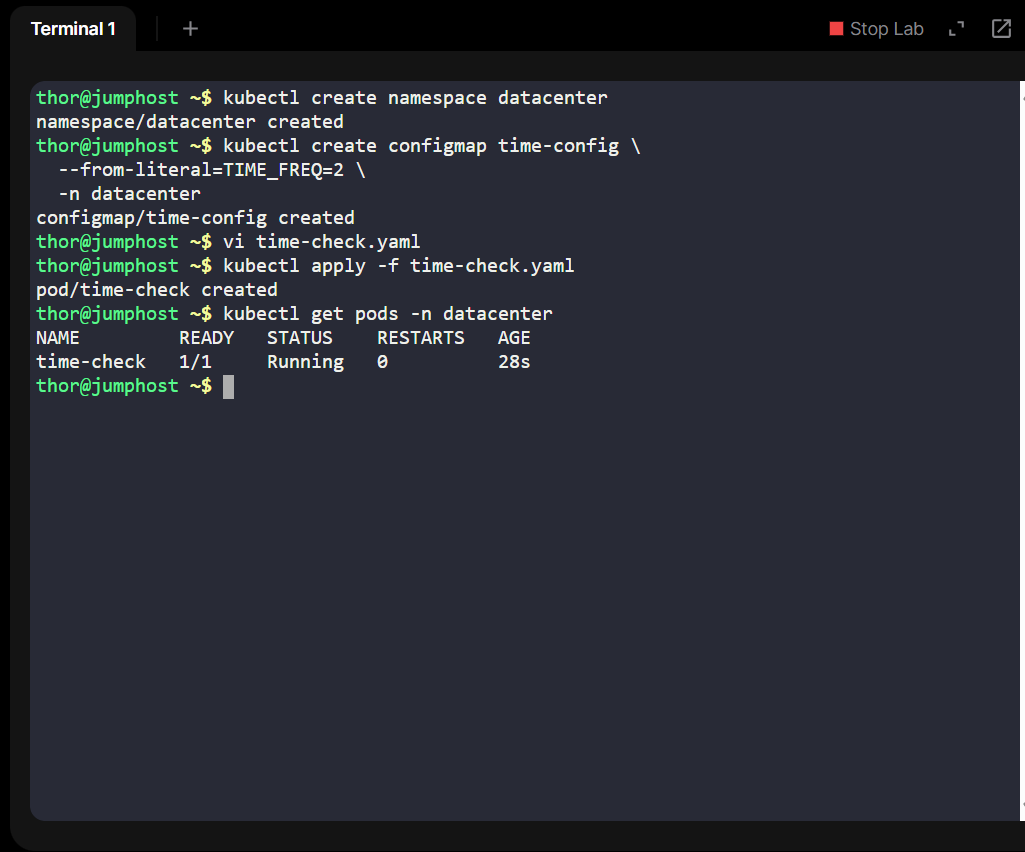 Terminal 1 + Stop Lab
thor@jumphost ~$ kubectl create namespace datacenter
namespace/datacenter created
thor@jumphost ~$ kubectl create configmap time-config \
  --from-literal=TIME_FREQ=2 \
  -n datacenter
configmap/time-config created
thor@jumphost ~$ vi time-check.yaml
thor@jumphost ~$ kubectl apply -f time-check.yaml
pod/time-check created
thor@jumphost ~$ kubectl get pods -n datacenter
NAME         READY   STATUS    RESTARTS   AGE
time-check   1/1     Running   0          28s
thor@jumphost ~$